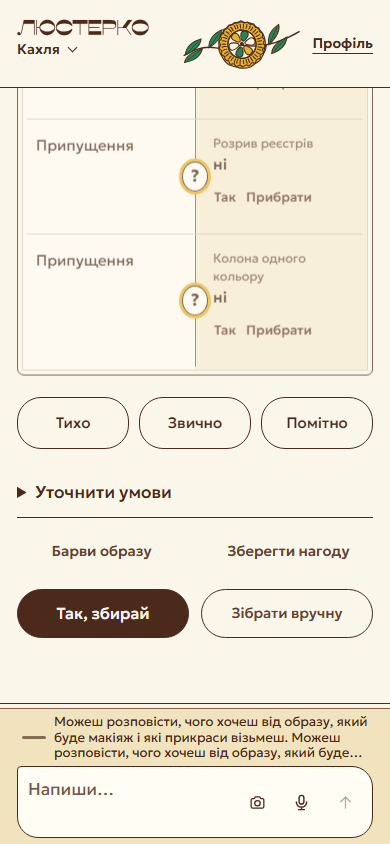 ЛЮСТЕРКО
Кахля
Профіль
Припущення
Розрив реєстрів
?
ні
Так Прибрати
Припущення
Колона одного
кольору
?
ні
Так Прибрати
Тихо Звично Помітно
Уточнити умови
Барви образу Зберегти нагоду
Так, збирай Зібрати вручну
Можеш розповісти, чого хочеш від образу, який
буде макіяж і які прикраси візьмеш. Можеш
розповісти, чого хочеш від образу, який буде…
Напиши…